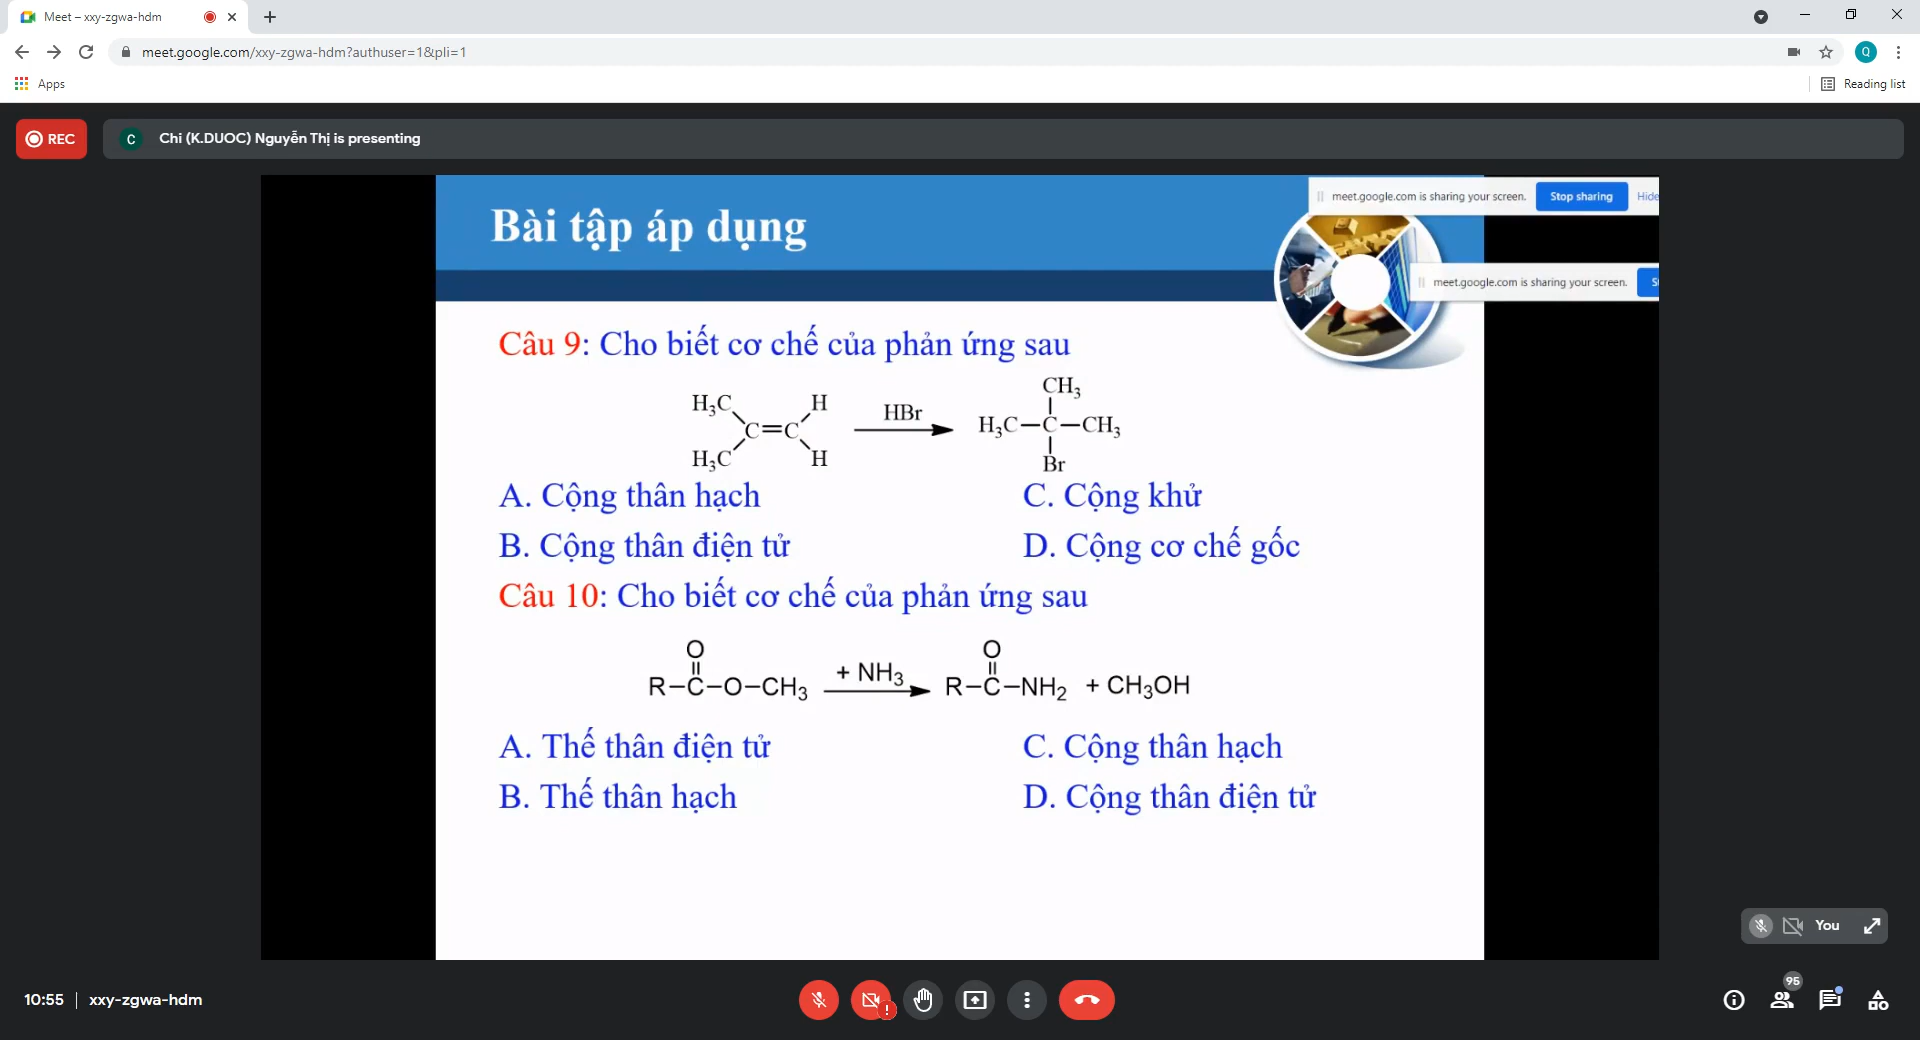 Meet – xxy-zgwa-hdm
meet.google.com/xxy-zgwa-hdm?authuser=1&pli=1
Q
Apps
Reading list
REC
C
Chi (K.DUOC) Nguyễn Thị is presenting
meet.google.com is sharing your screen. Stop sharing Hide
Bài tập áp dụng
meet.google.com is sharing your screen. S
Câu 9: Cho biết cơ chế của phản ứng sau
CH3
H3C H HBr
C=C H3C–C–CH3
H3C H Br
A. Cộng thân hạch C. Cộng khử
B. Cộng thân điện tử D. Cộng cơ chế gốc
Câu 10: Cho biết cơ chế của phản ứng sau
O O
+ NH3
R–C–O–CH3 R–C–NH2 + CH3OH
A. Thế thân điện tử C. Cộng thân hạch
B. Thế thân hạch D. Cộng thân điện tử
You
10:55 | xxy-zgwa-hdm
95